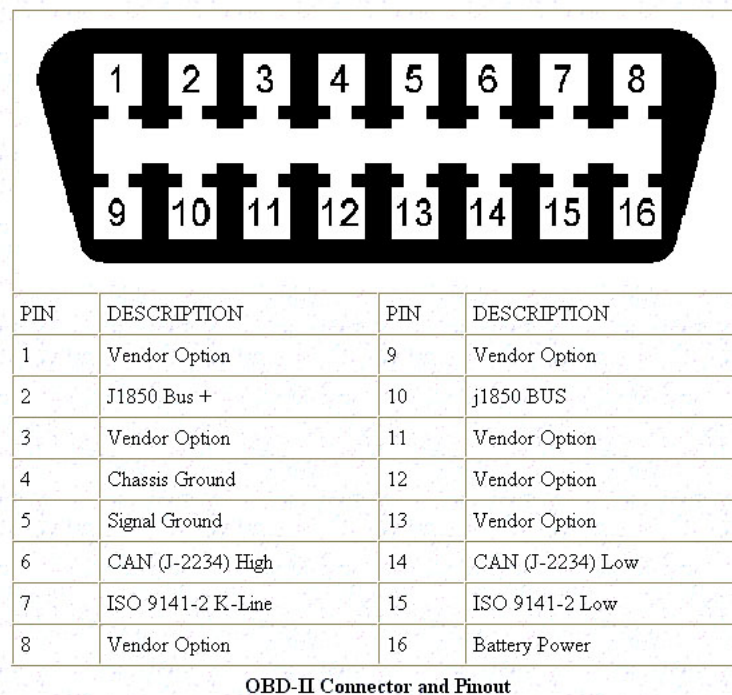 1 2 3 4 5 6 7 8
9 10 11 12 13 14 15 16
PIN DESCRIPTION PIN DESCRIPTION
1 Vendor Option 9 Vendor Option
2 J1850 Bus + 10 j1850 BUS
3 Vendor Option 11 Vendor Option
4 Chassis Ground 12 Vendor Option
5 Signal Ground 13 Vendor Option
6 CAN (J-2234) High 14 CAN (J-2234) Low
7 ISO 9141-2 K-Line 15 ISO 9141-2 Low
8 Vendor Option 16 Battery Power
OBD-II Connector and Pinout